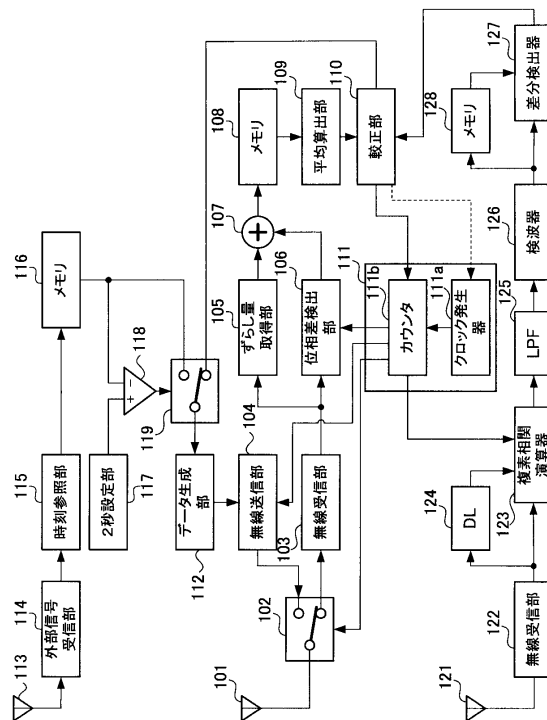 113
外部信号
受信部
114
時刻参照部
115
メモリ
116
2秒設定部
117
+ −
118
119
データ生成
部
112
101
102
無線送信部
104
無線受信部
103
ずらし量
取得部
105
位相差検出
部
106
+
107
メモリ
108
平均算出部
109
較正部
110
111
カウンタ
111b
クロック発生
器
111a
121
無線受信部
122
DL
124
複素相関
演算器
123
LPF
125
検波器
126
メモリ
128
差分検出器
127